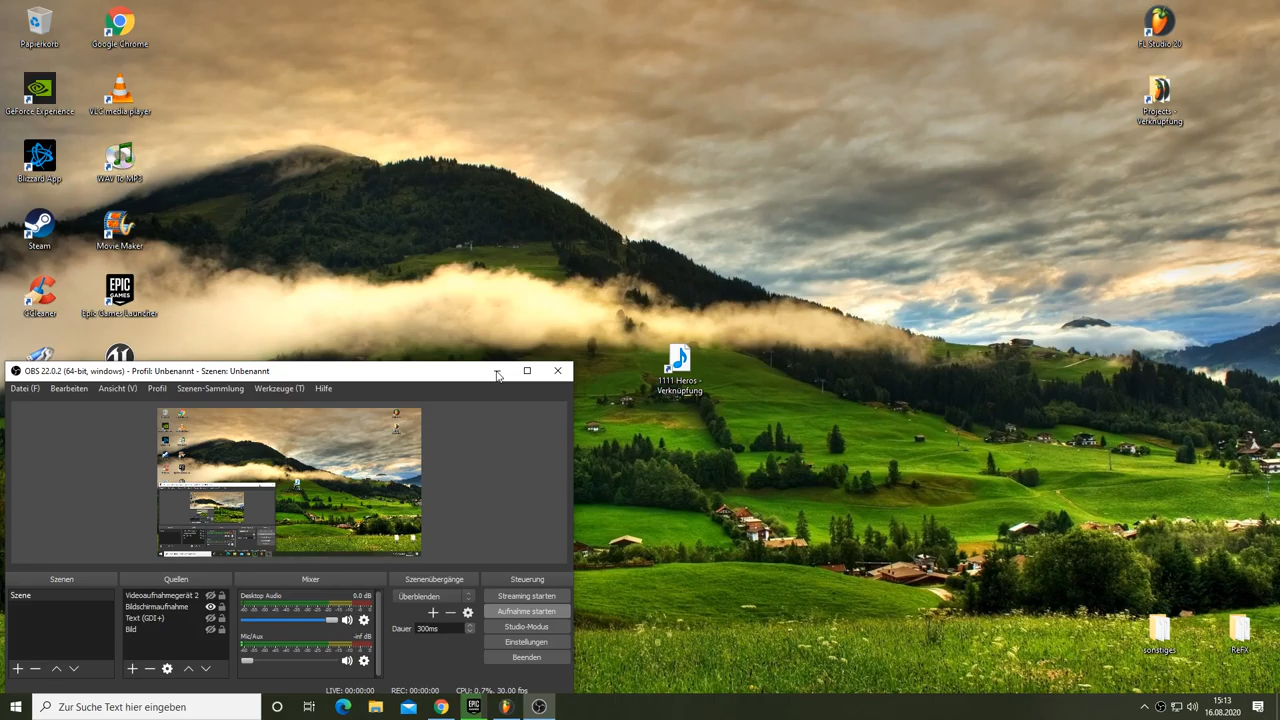 Papierkorb
Google Chrome
FL Studio 20
GeForce Experience
VLC media player
Projects -
Verknüpfung
Blizzard App
WAV To MP3
Steam
Movie Maker
CCleaner
EPIC
GAMES
Epic Games Launcher
1111 Heros -
Verknüpfung
OBS 22.0.2 (64-bit, windows) - Profil: Unbenannt - Szenen: Unbenannt
Datei (F)
Bearbeiten
Ansicht (V)
Profil
Szenen-Sammlung
Werkzeuge (T)
Hilfe
Szenen
Quellen
Mixer
Szenenübergänge
Steuerung
Szene
Videoaufnahmegerät 2
Bildschirmaufnahme
Text (GDI+)
Bild
Desktop Audio
0.0 dB
Mic/Aux
-inf dB
Überblenden
Dauer
300ms
Streaming starten
Aufnahme starten
Studio-Modus
Einstellungen
Beenden
LIVE: 00:00:00
REC: 00:00:00
CPU: 0.7%, 30.00 fps
sonstiges
ReFX
Zur Suche Text hier eingeben
EPIC
15:13
16.08.2020